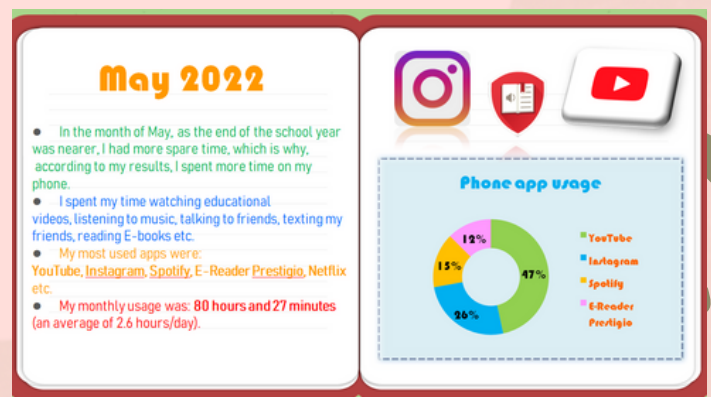 May 2022
● In the month of May, as the end of the school year
was nearer, I had more spare time, which is why,
according to my results, I spent more time on my
phone.
● I spent my time watching educational
videos, listening to music, talking to friends, texting my
friends, reading E-books etc.
● My most used apps were:
YouTube, Instagram, Spotify, E-Reader Prestigio, Netflix
etc.
● My monthly usage was: 80 hours and 27 minutes
(an average of 2.6 hours/day).
Phone app usage
12%
15%
47%
26%
YouTube
Instagram
Spotify
E-Reader
Prestigio